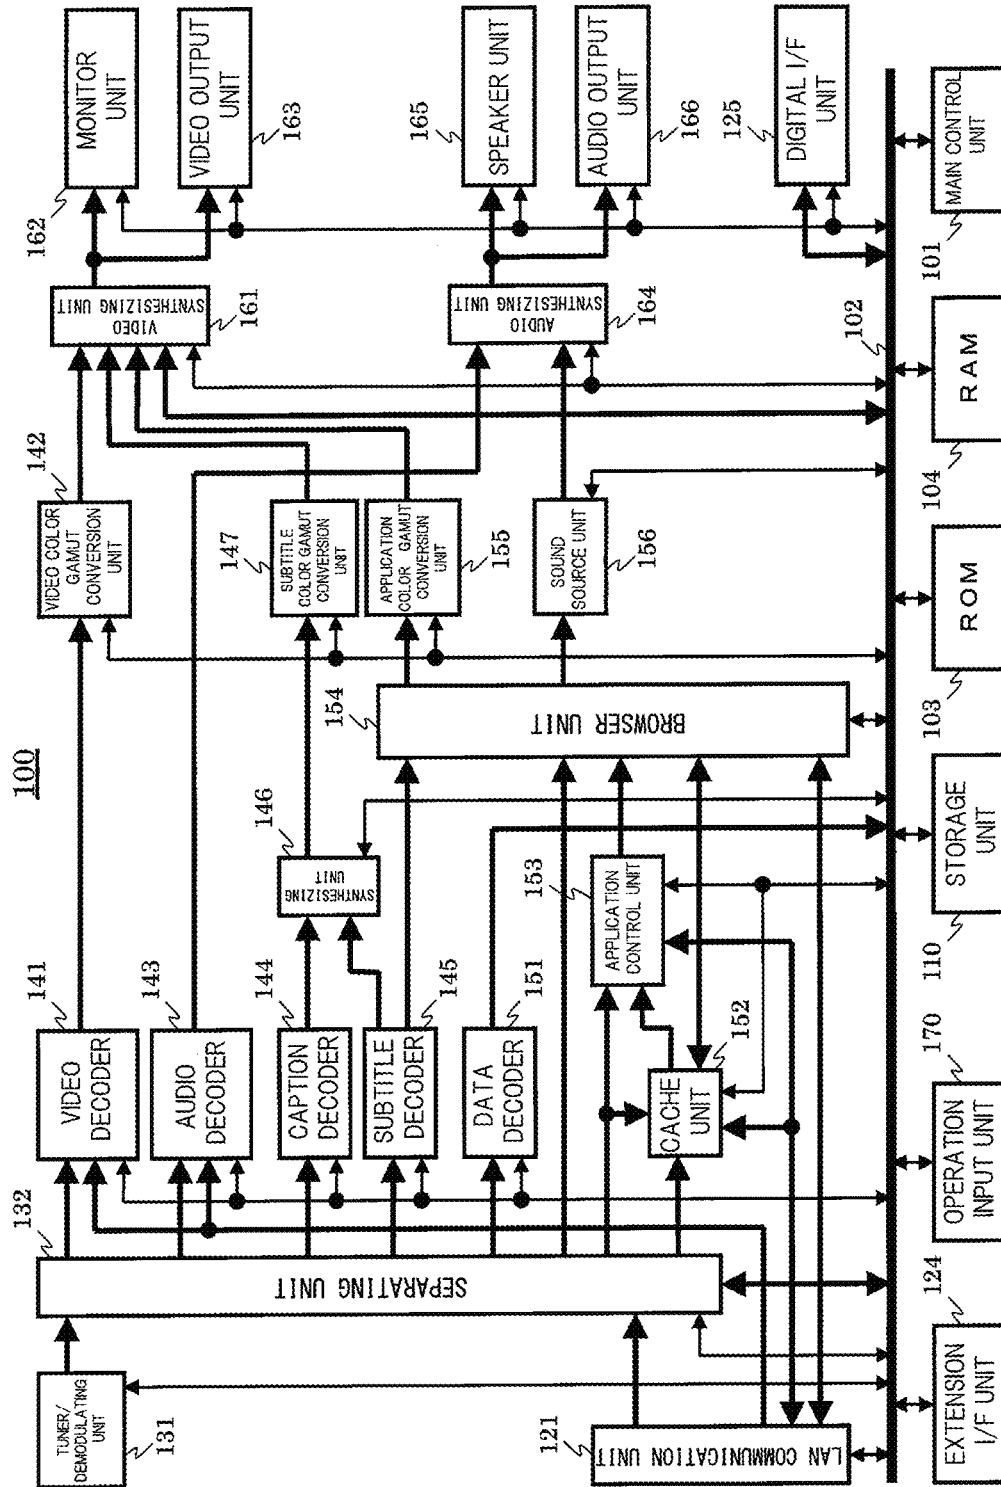 100
TUNER/
DEMODULATING
UNIT
131
SEPARATING UNIT
132
LAN COMMUNICATION UNIT
121
VIDEO
DECODER
141
AUDIO
DECODER
143
CAPTION
DECODER
144
SUBTITLE
DECODER
145
DATA
DECODER
151
CACHE
UNIT
152
APPLICATION
CONTROL UNIT
153
SYNTHESIZING
UNIT
146
BROWSER UNIT
154
VIDEO COLOR
GAMUT
CONVERSION
UNIT
142
SUBTITLE
COLOR GAMUT
CONVERSION
UNIT
147
APPLICATION
COLOR GAMUT
CONVERSION
UNIT
155
SOUND
SOURCE UNIT
156
VIDEO
SYNTHESIZING UNIT
161
AUDIO
SYNTHESIZING UNIT
164
MONITOR
UNIT
162
VIDEO OUTPUT
UNIT
163
SPEAKER UNIT
165
AUDIO OUTPUT
UNIT
166
DIGITAL I/F
UNIT
125
102
EXTENSION
I/F UNIT
124
OPERATION
INPUT UNIT
170
STORAGE
UNIT
110
ROM
103
RAM
104
MAIN CONTROL
UNIT
101